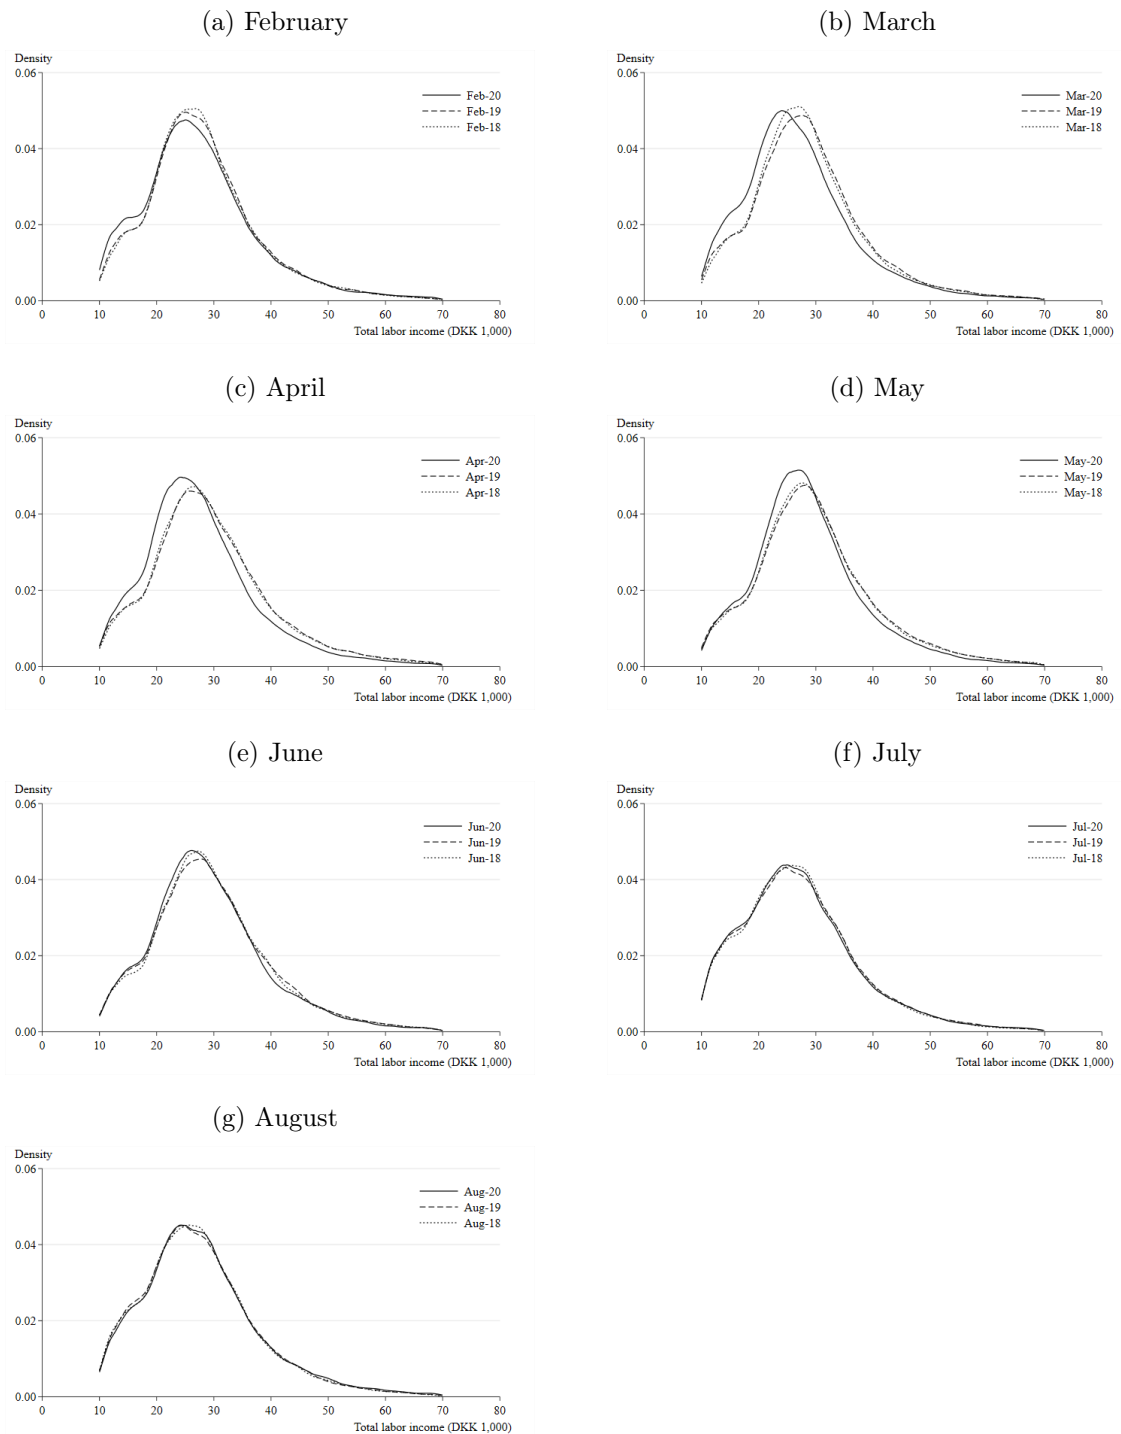 (a) February
Density
0.06
Feb-20
Feb-19
Feb-18
0.04
0.02
0.00
0 10 20 30 40 50 60 70 80
Total labor income (DKK 1,000)
(b) March
Density
0.06
Mar-20
Mar-19
Mar-18
0.04
0.02
0.00
0 10 20 30 40 50 60 70 80
Total labor income (DKK 1,000)
(c) April
Density
0.06
Apr-20
Apr-19
Apr-18
0.04
0.02
0.00
0 10 20 30 40 50 60 70 80
Total labor income (DKK 1,000)
(d) May
Density
0.06
May-20
May-19
May-18
0.04
0.02
0.00
0 10 20 30 40 50 60 70 80
Total labor income (DKK 1,000)
(e) June
Density
0.06
Jun-20
Jun-19
Jun-18
0.04
0.02
0.00
0 10 20 30 40 50 60 70 80
Total labor income (DKK 1,000)
(f) July
Density
0.06
Jul-20
Jul-19
Jul-18
0.04
0.02
0.00
0 10 20 30 40 50 60 70 80
Total labor income (DKK 1,000)
(g) August
Density
0.06
Aug-20
Aug-19
Aug-18
0.04
0.02
0.00
0 10 20 30 40 50 60 70 80
Total labor income (DKK 1,000)